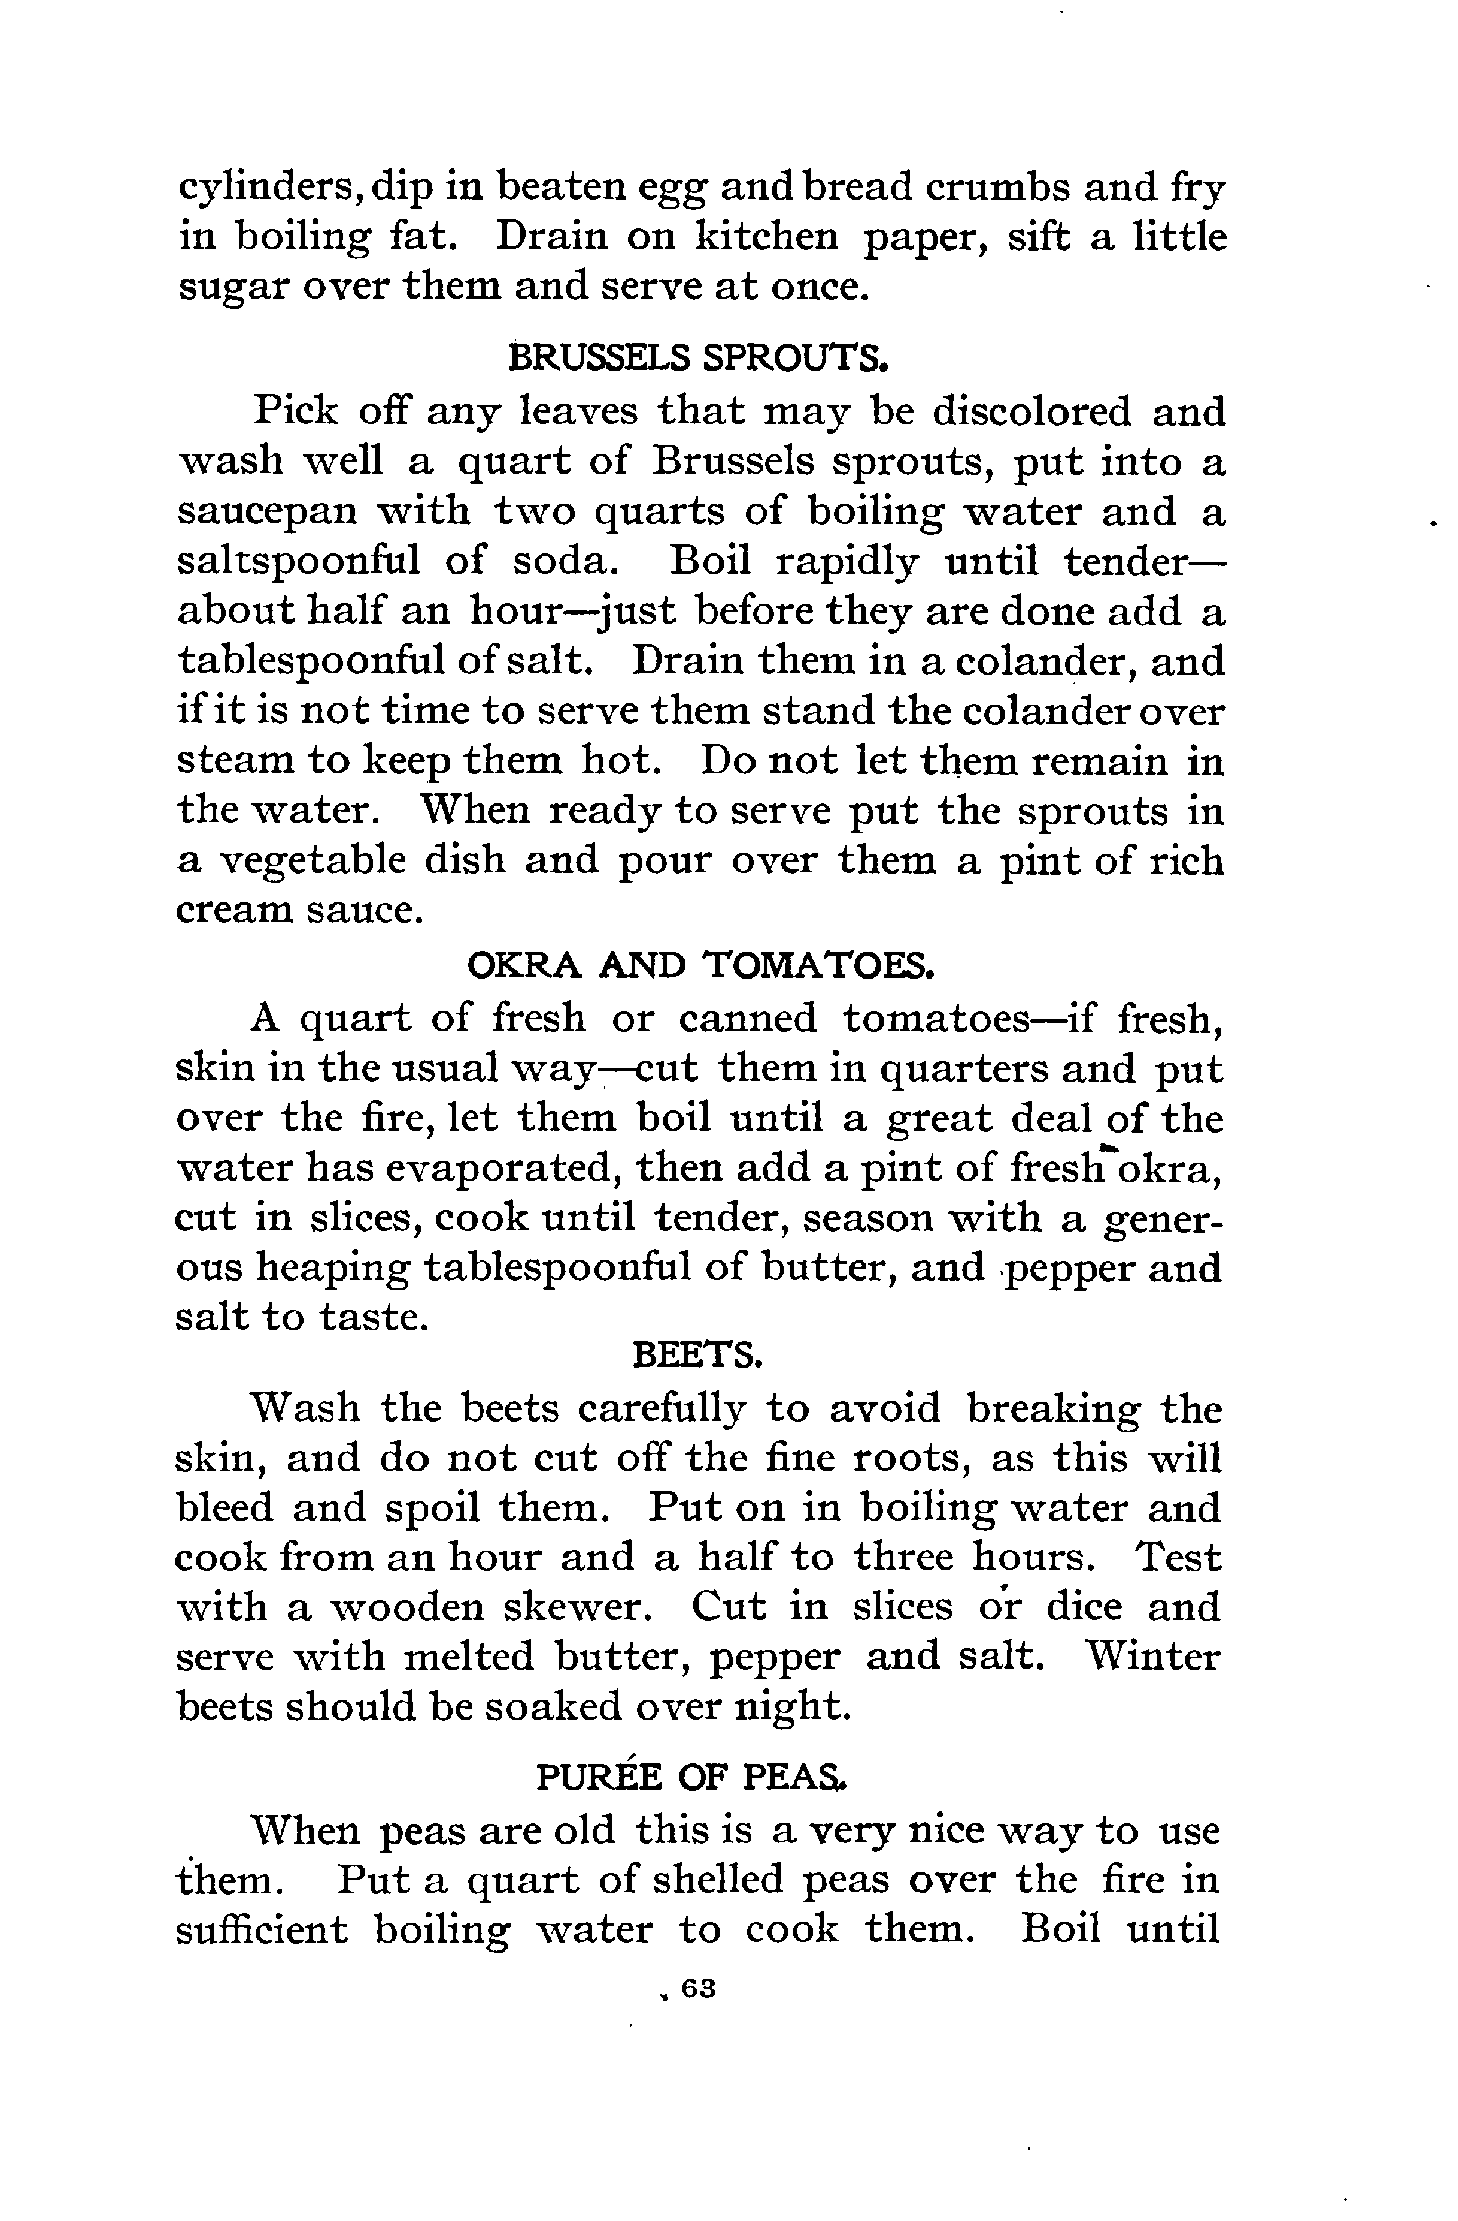 cylinders, dip in beaten egg and bread crumbs and fry
in boiling fat. Drain on kitchen paper, sift a little
sugar over them and serve at once.
BRUSSELS SPROUTS.
Pick off any leaves that may be discolored and
wash well a quart of Brussels sprouts, put into a
saucepan with two quarts of boiling water and a
saltspoonful of soda. Boil rapidly until tender—
about half an hour—just before they are done add a
tablespoonful of salt. Drain them in a colander, and
if it is not time to serve them stand the colander over
steam to keep them hot. Do not let them remain in
the water. When ready to serve put the sprouts in
a vegetable dish and pour over them a pint of rich
cream sauce.
OKRA AND TOMATOES.
A quart of fresh or canned tomatoes—if fresh,
skin in the usual way—cut them in quarters and put
over the fire, let them boil until a great deal of the
water has evaporated, then add a pint of fresh okra,
cut in slices, cook until tender, season with a gener-
ous heaping tablespoonful of butter, and pepper and
salt to taste.
BEETS.
Wash the beets carefully to avoid breaking the
skin, and do not cut off the fine roots, as this will
bleed and spoil them. Put on in boiling water and
cook from an hour and a half to three hours. Test
with a wooden skewer. Cut in slices or dice and
serve with melted butter, pepper and salt. Winter
beets should be soaked over night.
PURÉE OF PEAS.
When peas are old this is a very nice way to use
them. Put a quart of shelled peas over the fire in
sufficient boiling water to cook them. Boil until
63